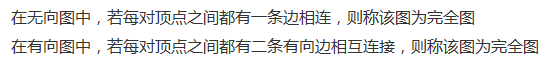 在无向图中，若每对顶点之间都有一条边相连，则称该图为完全图
在有向图中，若每对顶点之间都有二条有向边相互连接，则称该图为完全图